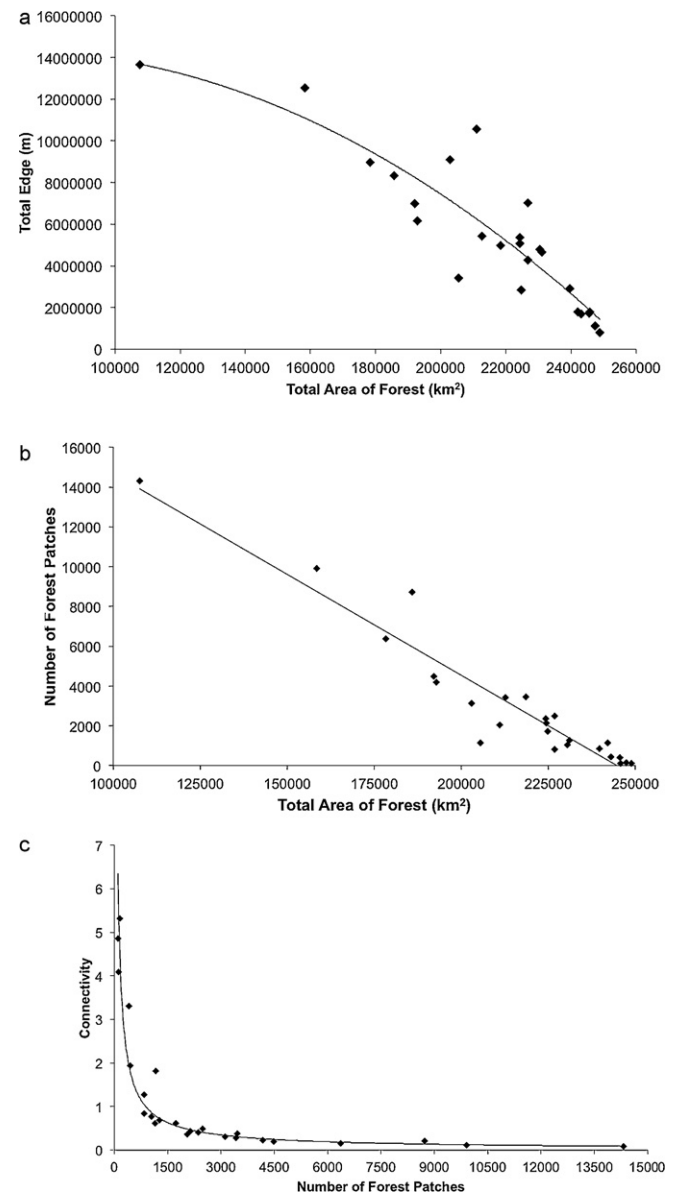 a
16000000
14000000
12000000
10000000
8000000
6000000
4000000
2000000
0
Total Edge (m)
100000 120000 140000 160000 180000 200000 220000 240000 260000
Total Area of Forest (km²)
b
16000
14000
12000
10000
8000
6000
4000
2000
0
Number of Forest Patches
100000 125000 150000 175000 200000 225000 250000
Total Area of Forest (km²)
c
7
6
5
4
3
2
1
0
Connectivity
0 1500 3000 4500 6000 7500 9000 10500 12000 13500 15000
Number of Forest Patches